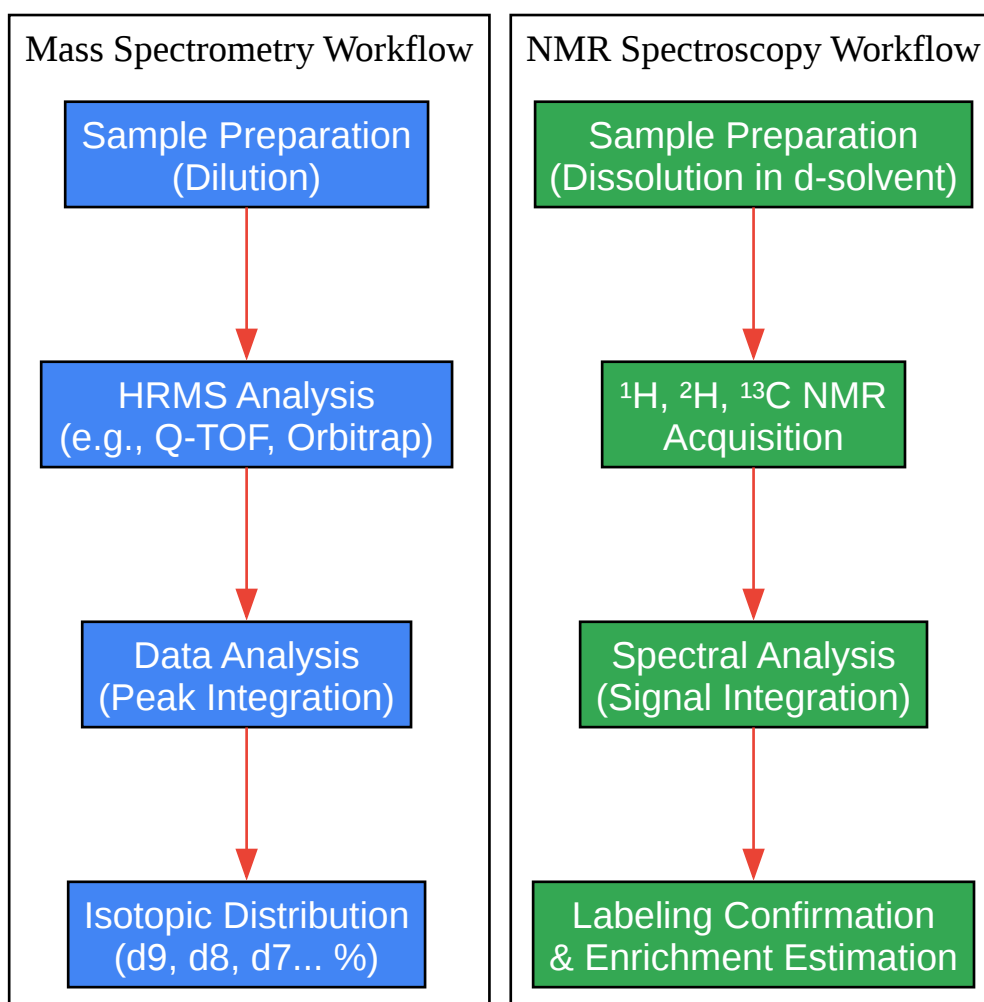 Mass Spectrometry Workflow
Sample Preparation
(Dilution)
HRMS Analysis
(e.g., Q-TOF, Orbitrap)
Data Analysis
(Peak Integration)
Isotopic Distribution
(d9, d8, d7... %)
NMR Spectroscopy Workflow
Sample Preparation
(Dissolution in d-solvent)
¹H, ²H, ¹³C NMR
Acquisition
Spectral Analysis
(Signal Integration)
Labeling Confirmation
& Enrichment Estimation